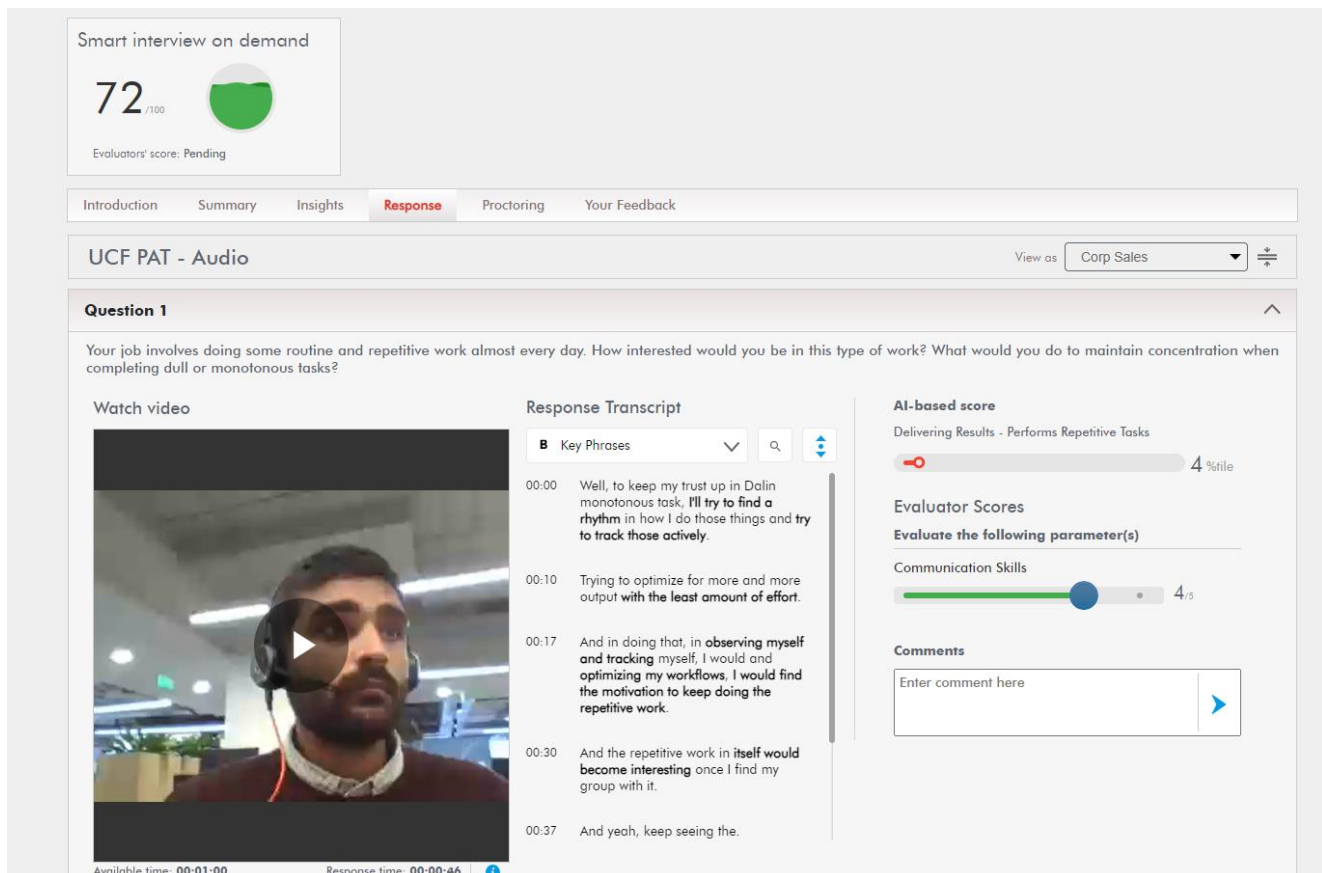 Smart interview on demand
72 /100
Evaluators' score: Pending
Introduction Summary Insights Response Proctoring Your Feedback
UCF PAT - Audio
View as Corp Sales
Question 1
Your job involves doing some routine and repetitive work almost every day. How interested would you be in this type of work? What would you do to maintain concentration when
completing dull or monotonous tasks?
Watch video
Response Transcript
B Key Phrases
00:00 Well, to keep my trust up in Dalin
monotonous task, I'll try to find a
rhythm in how I do those things and try
to track those actively.
00:10 Trying to optimize for more and more
output with the least amount of effort.
00:17 And in doing that, in observing myself
and tracking myself, I would and
optimizing my workflows, I would find
the motivation to keep doing the
repetitive work.
00:30 And the repetitive work in itself would
become interesting once I find my
group with it.
00:37 And yeah, keep seeing the.
Available time: 00:01:00 Response time: 00:00:46
AI-based score
Delivering Results - Performs Repetitive Tasks
4 %tile
Evaluator Scores
Evaluate the following parameter(s)
Communication Skills
4/5
Comments
Enter comment here